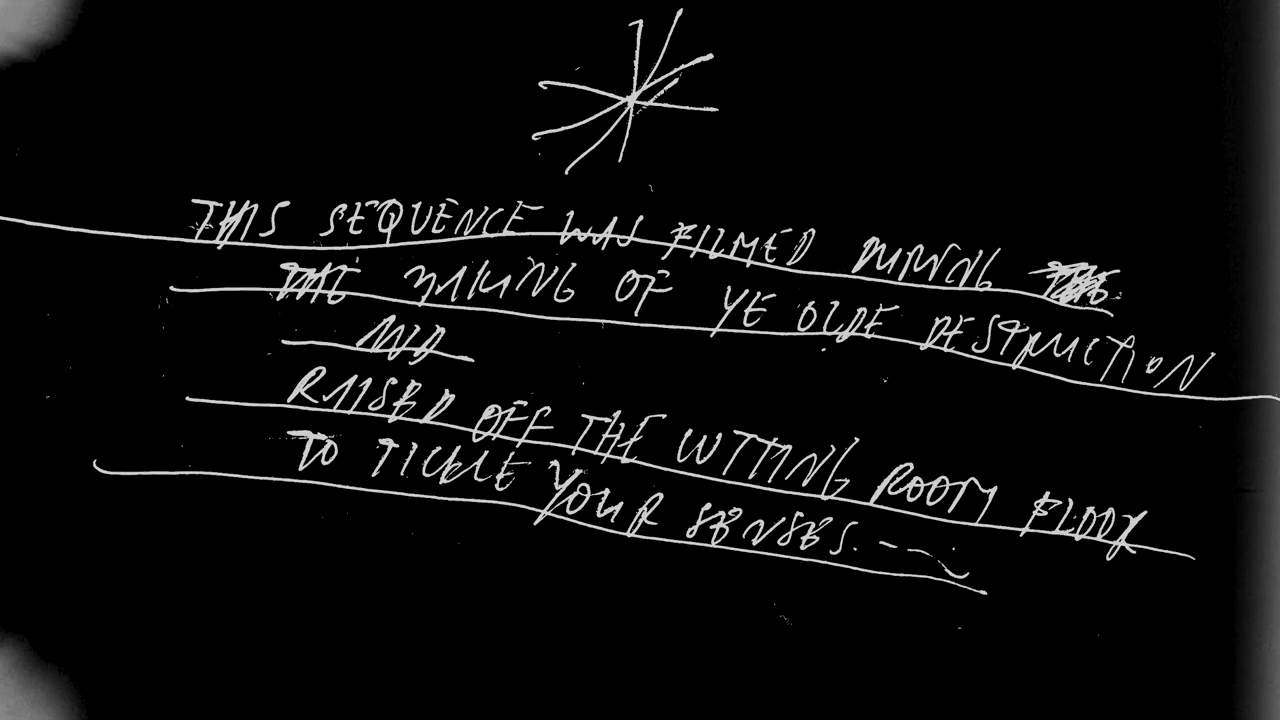 THIS SEQUENCE WAS FILMED DURING
THE MAKING OF YE OLDE DESTRUCTION
AND
RAISED OFF THE CUTTING ROOM FLOOR
TO TICKLE YOUR SENSES...